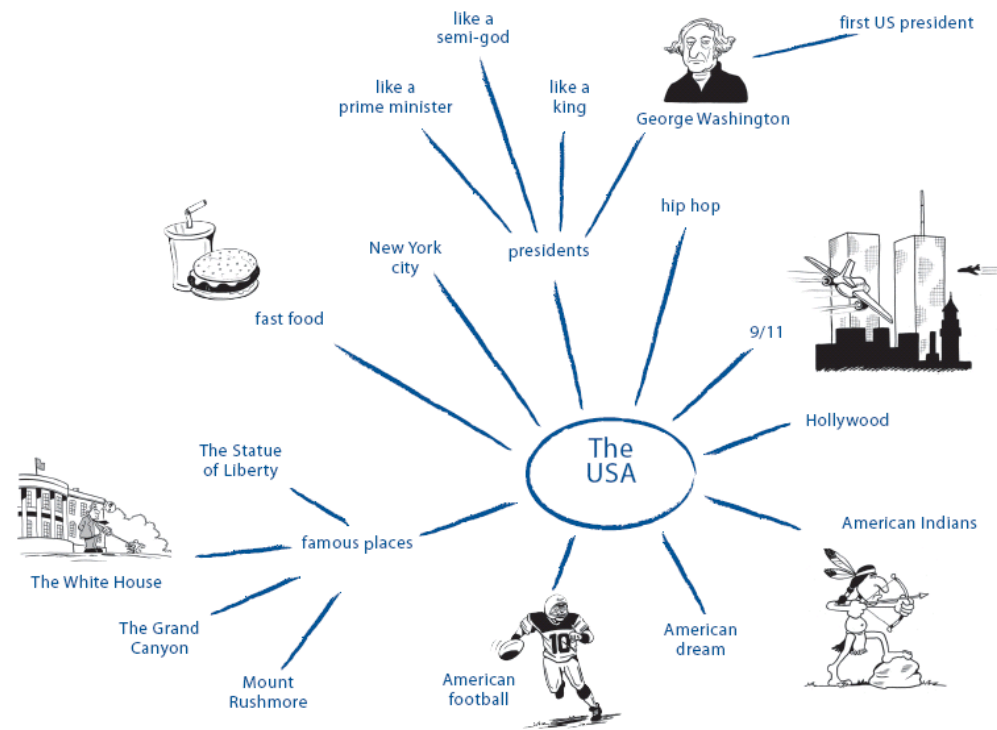 like a
semi-god
first US president
like a
prime minister
like a
king
George Washington
hip hop
New York
city
presidents
fast food
9/11
Hollywood
The
USA
The Statue
of Liberty
American Indians
famous places
The White House
The Grand
Canyon
10
American
dream
Mount
Rushmore
American
football